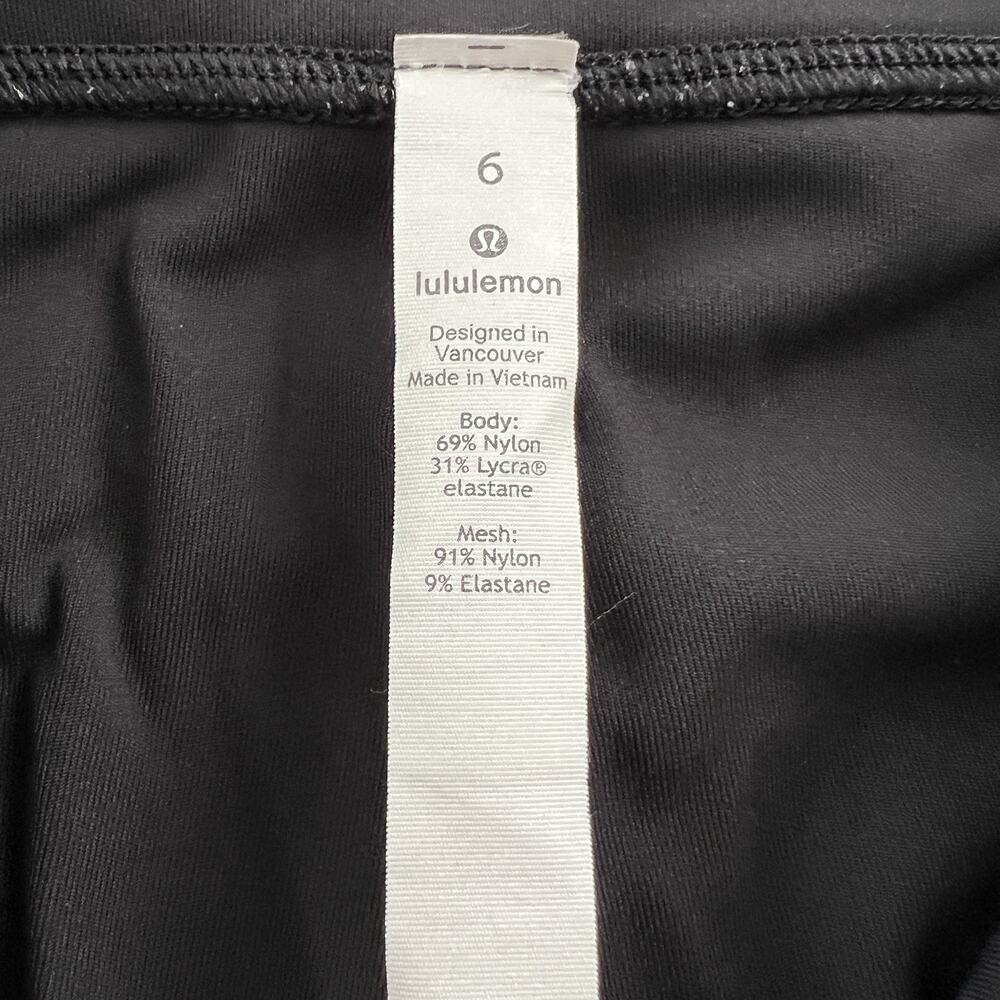 6
lululemon
Designed in
Vancouver
Made in Vietnam
Body:
69% Nylon
31% Lycra®
elastane
Mesh:
91% Nylon
9% Elastane